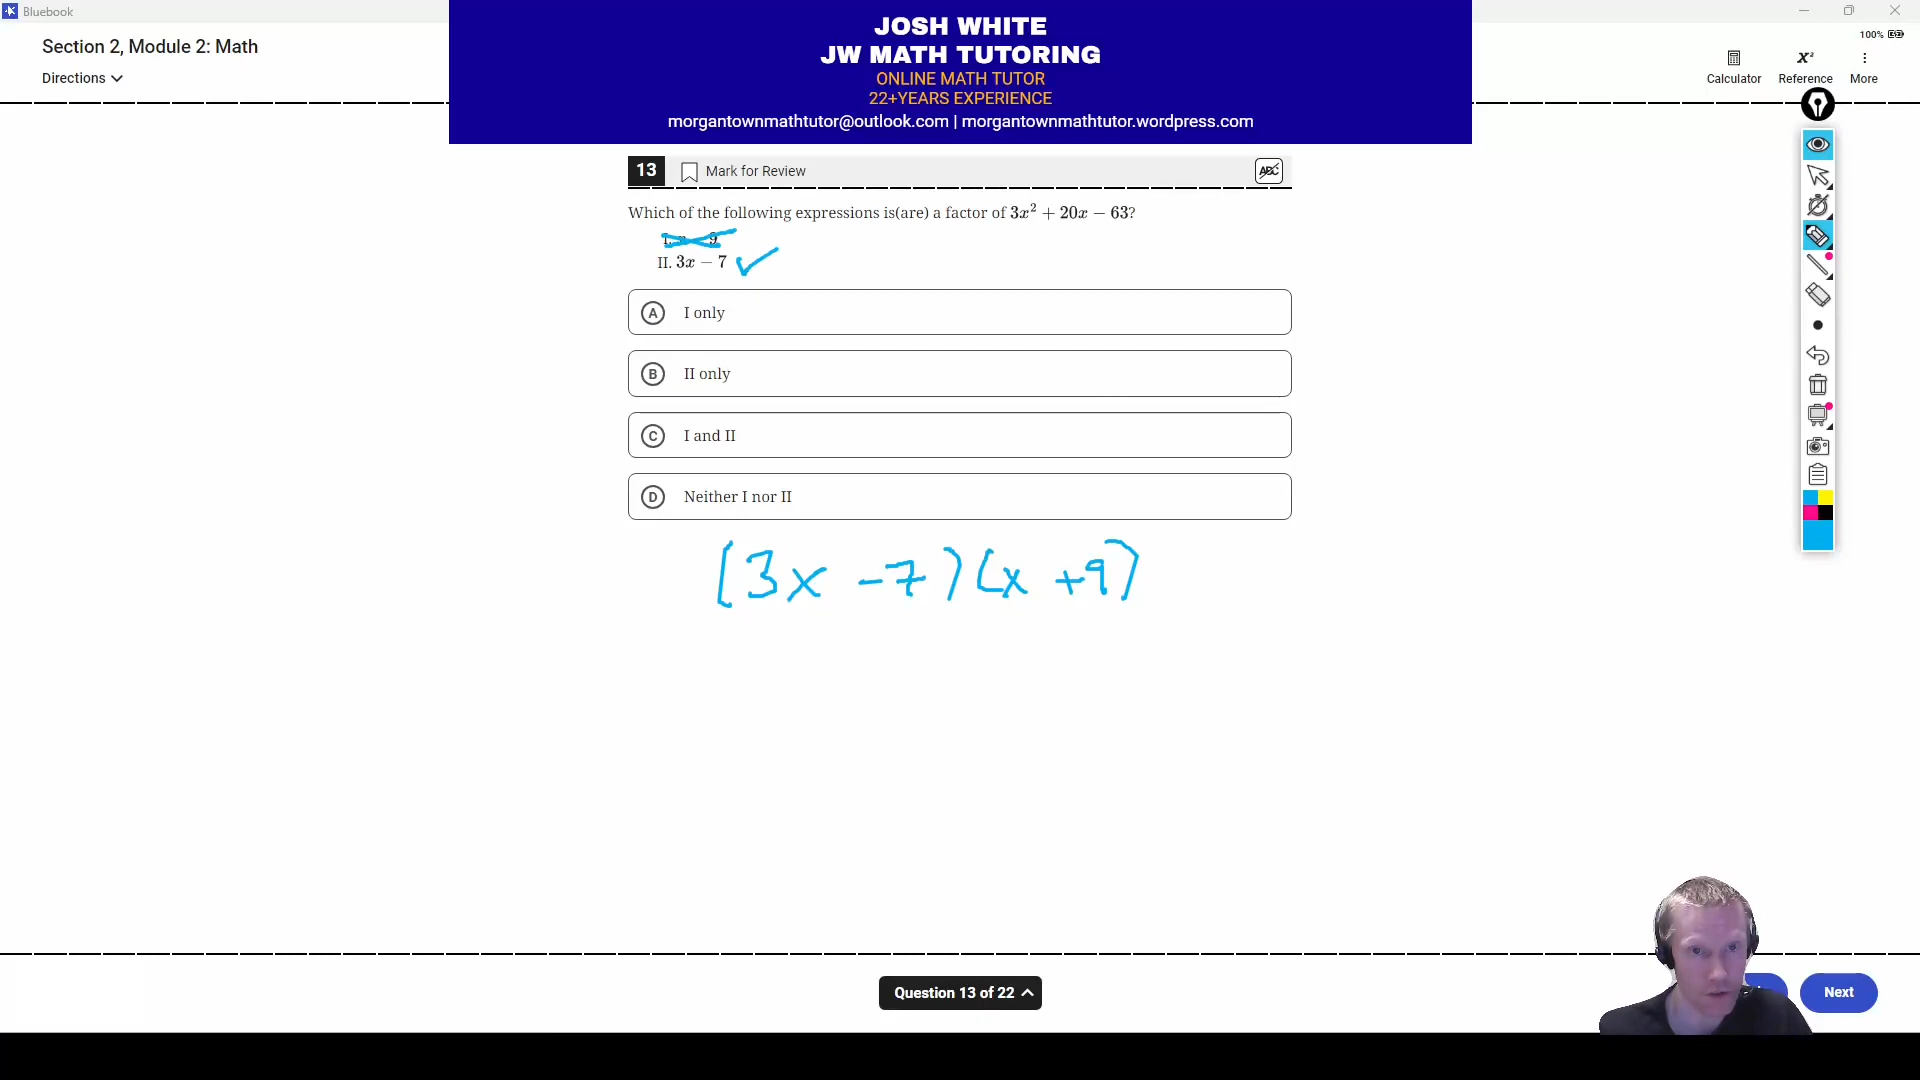 Bluebook
Section 2, Module 2: Math
Directions
JOSH WHITE
JW MATH TUTORING
ONLINE MATH TUTOR
22+YEARS EXPERIENCE
morgantownmathtutor@outlook.com | morgantownmathtutor.wordpress.com
100%
Calculator
x²
Reference
More
13 Mark for Review
ABC
Which of the following expressions is(are) a factor of 3x² + 20x − 63?
I. 9
II. 3x − 7
A I only
B II only
C I and II
D Neither I nor II
(3x -7)(x +9)
Question 13 of 22
Next